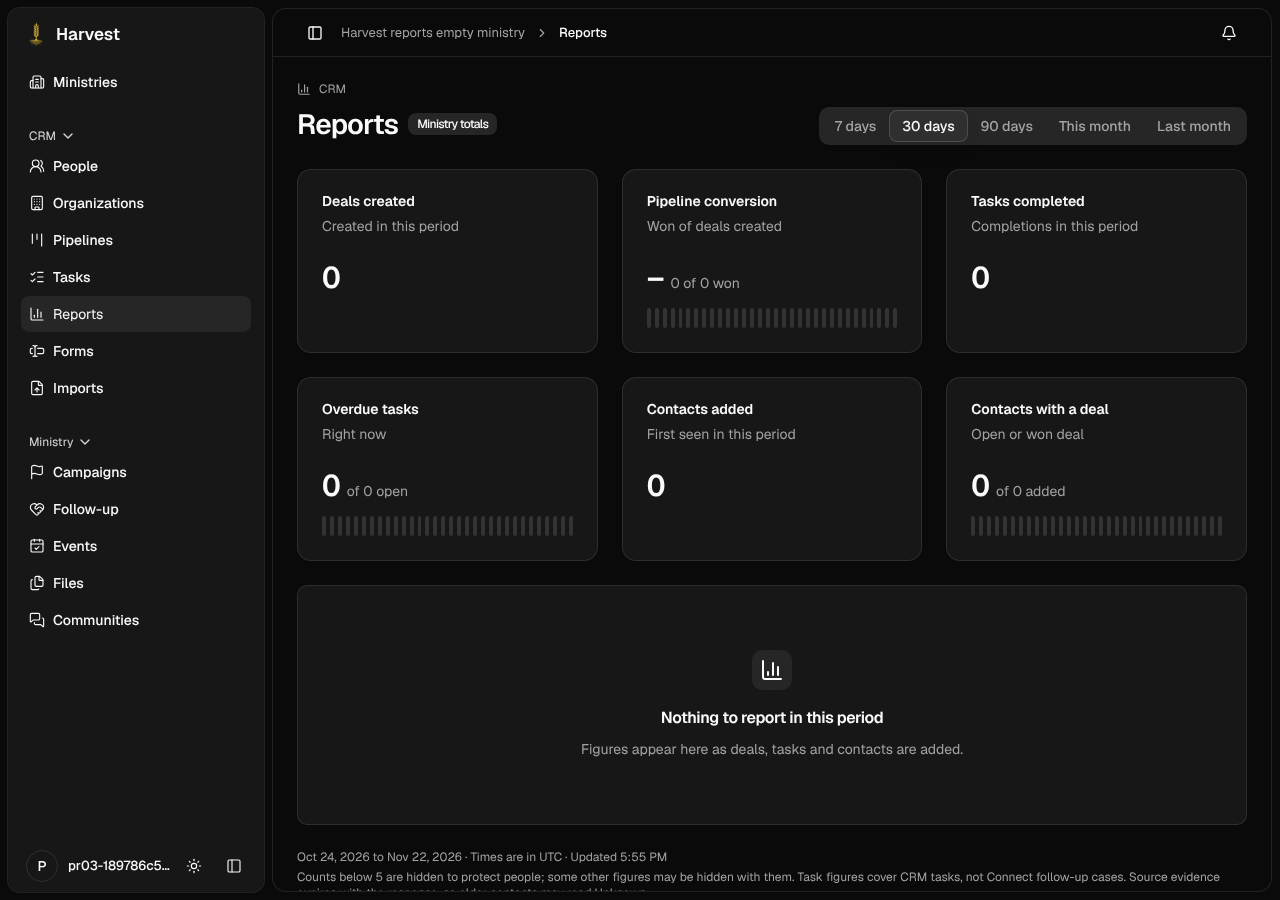 Harvest
Harvest reports empty ministry > Reports
Ministries
CRM
People
Organizations
Pipelines
Tasks
Reports
Forms
Imports
Ministry
Campaigns
Follow-up
Events
Files
Communities
P pr03-189786c5...
CRM
Reports Ministry totals
7 days 30 days 90 days This month Last month
Deals created
Created in this period
0
Pipeline conversion
Won of deals created
– 0 of 0 won
Tasks completed
Completions in this period
0
Overdue tasks
Right now
0 of 0 open
Contacts added
First seen in this period
0
Contacts with a deal
Open or won deal
0 of 0 added
Nothing to report in this period
Figures appear here as deals, tasks and contacts are added.
Oct 24, 2026 to Nov 22, 2026 · Times are in UTC · Updated 5:55 PM
Counts below 5 are hidden to protect people; some other figures may be hidden with them. Task figures cover CRM tasks, not Connect follow-up cases. Source evidence